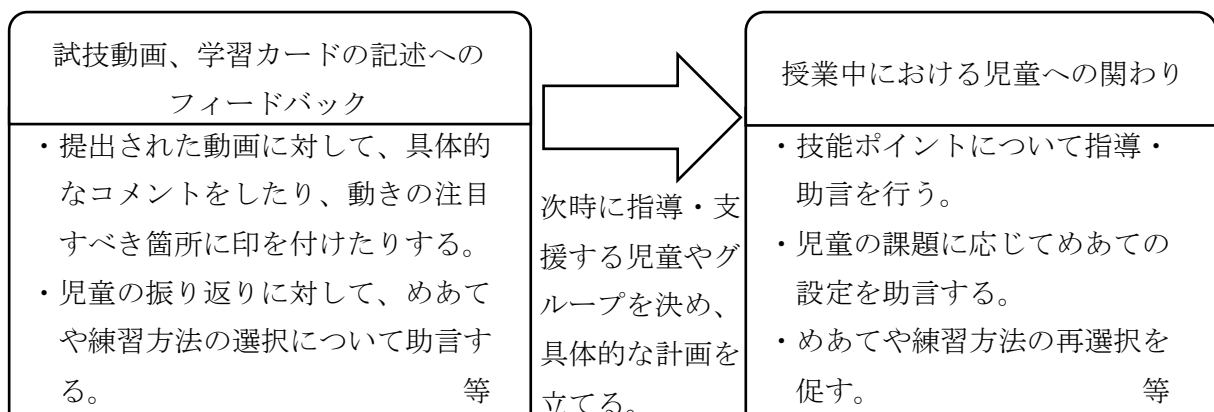 試技動画、学習カードの記述への
フィードバック
・提出された動画に対して、具体的
なコメントをしたり、動きの注目
すべき箇所に印を付けたりする。
・児童の振り返りに対して、めあて
や練習方法の選択について助言す
る。 等
次時に指導・支
援する児童やグ
ループを決め、
具体的な計画を
立てる。
授業中における児童への関わり
・技能ポイントについて指導・
助言を行う。
・児童の課題に応じてめあての
設定を助言する。
・めあてや練習方法の再選択を
促す。 等